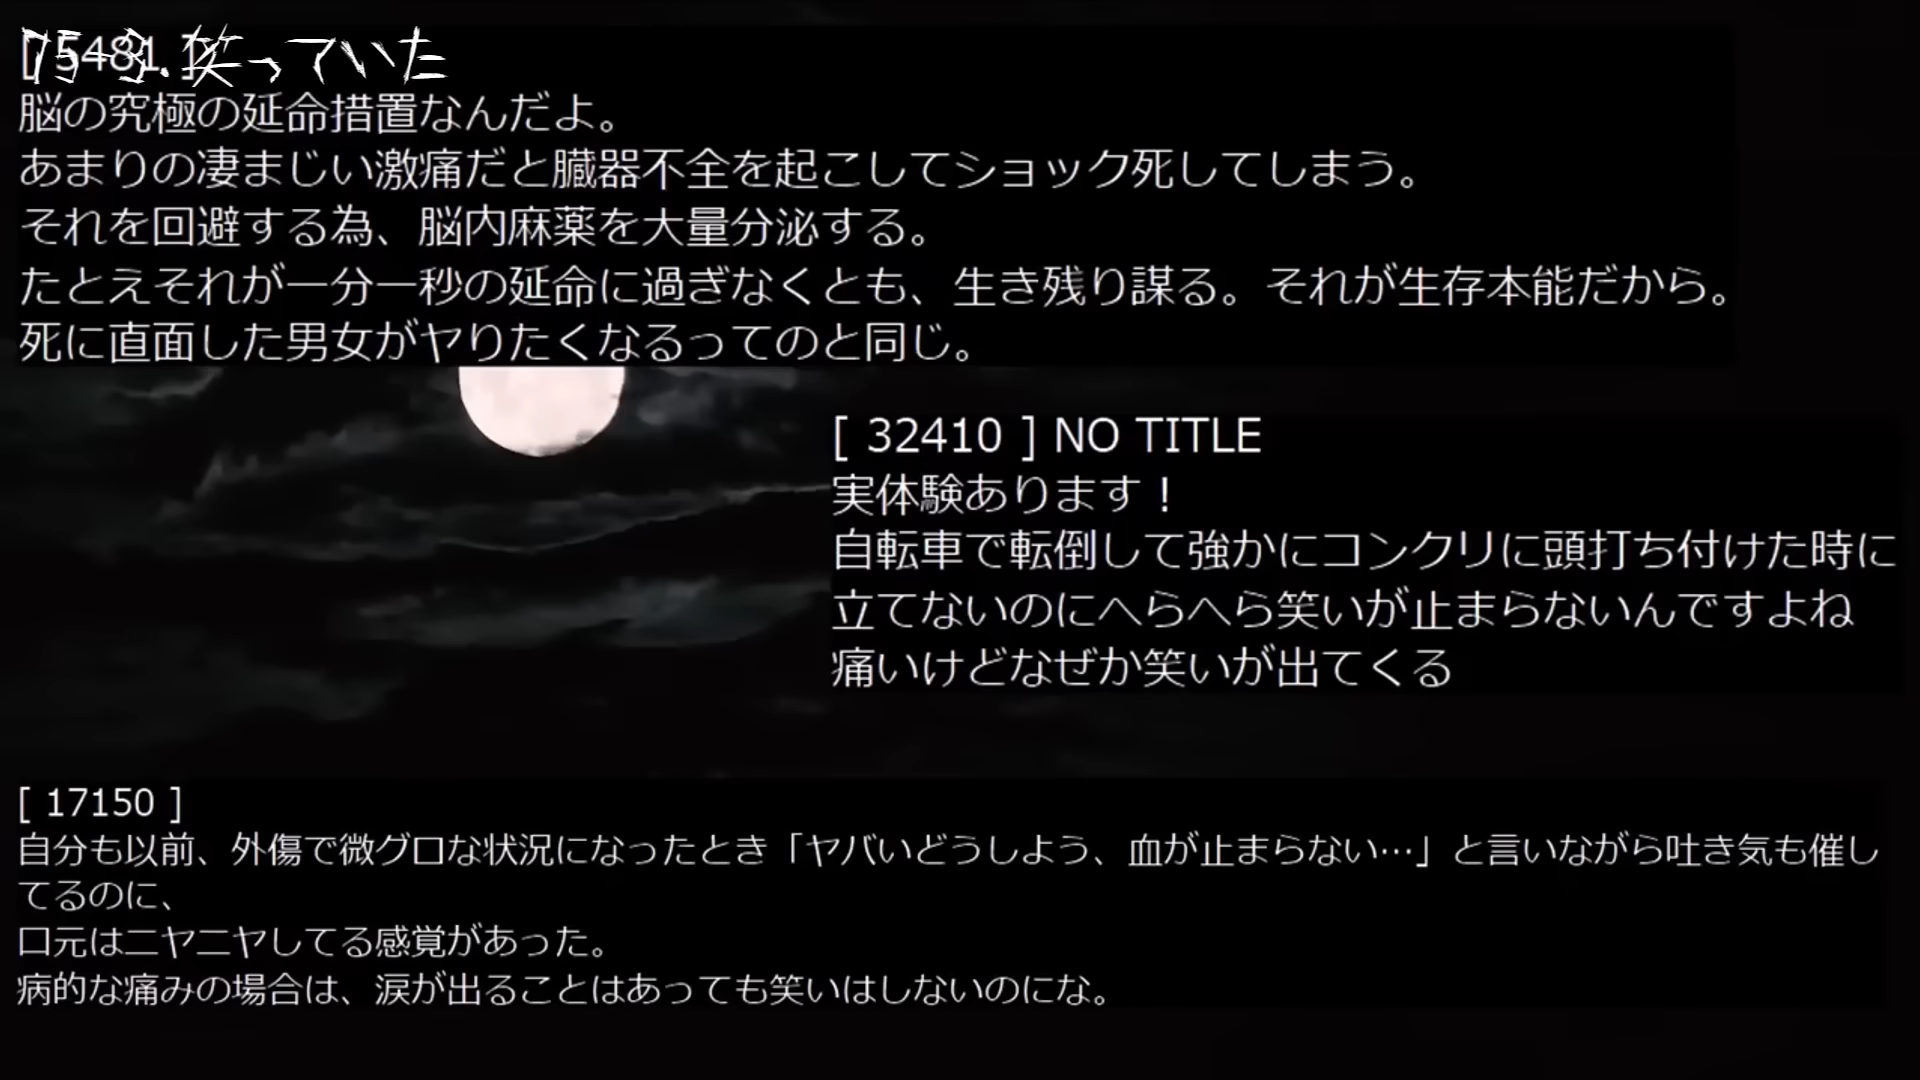 [ 5481 ]
75-3.笑っていた
脳の究極の延命措置なんだよ。
あまりの凄まじい激痛だと臓器不全を起こしてショック死してしまう。
それを回避する為、脳内麻薬を大量分泌する。
たとえそれが一分一秒の延命に過ぎなくとも、生き残り謀る。それが生存本能だから。
死に直面した男女がヤりたくなるってのと同じ。
[ 32410 ] NO TITLE
実体験あります！
自転車で転倒して強かにコンクリに頭打ち付けた時に
立てないのにへらへら笑いが止まらないんですよね
痛いけどなぜか笑いが出てくる
[ 17150 ]
自分も以前、外傷で微グロな状況になったとき「ヤバいどうしよう、血が止まらない…」と言いながら吐き気も催し
てるのに、
口元はニヤニヤしてる感覚があった。
病的な痛みの場合は、涙が出ることはあっても笑いはしないのにな。